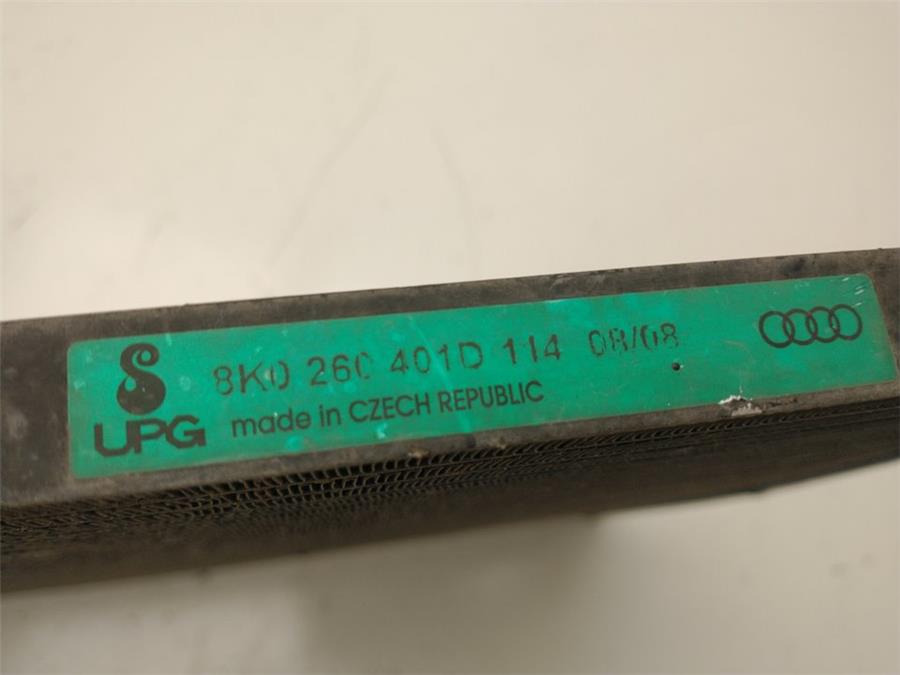 8K0 260 401D 114 08/08
UPG made in CZECH REPUBLIC